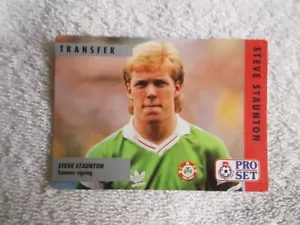 TRANSFER
STEVE STAUNTON
STEVE STAUNTON
Summer signing
PRO
SET